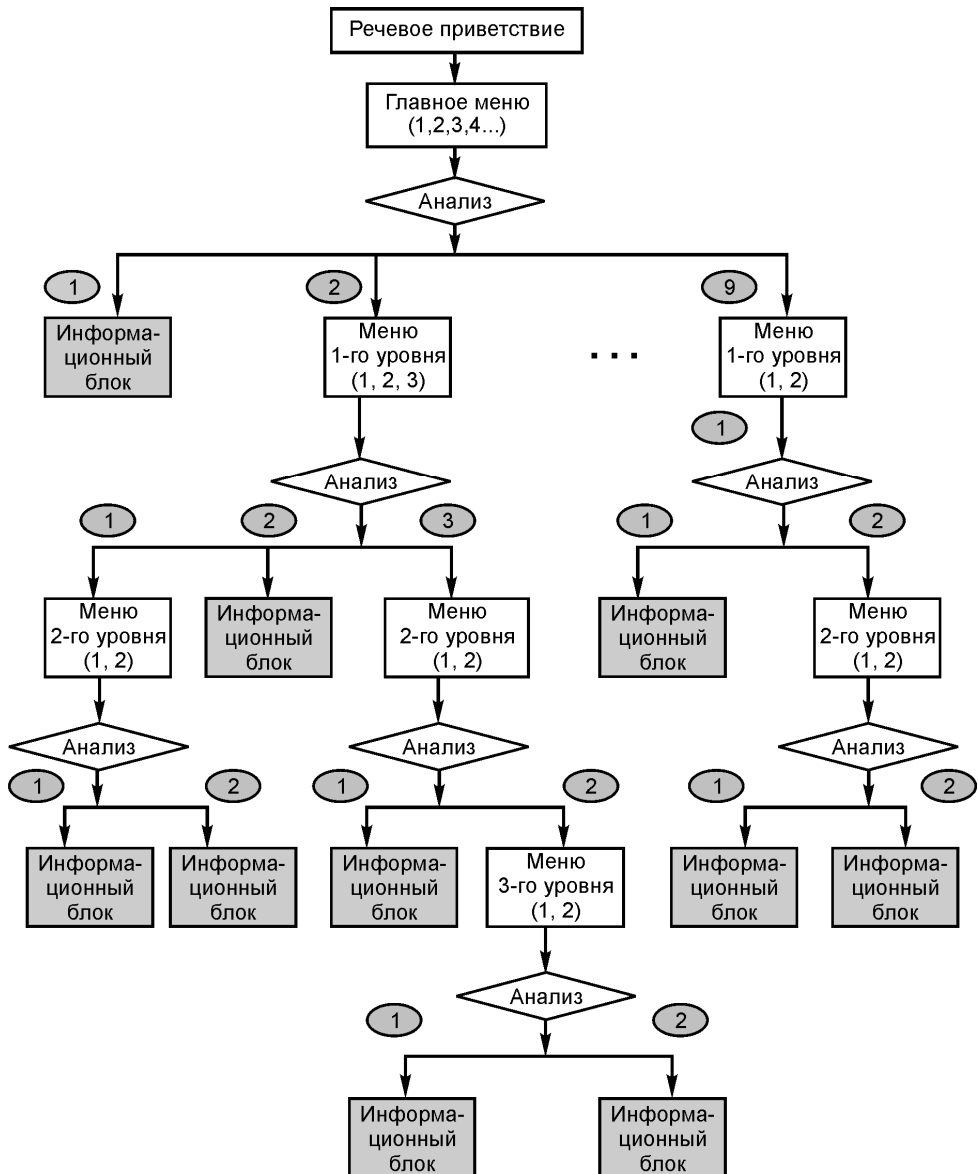 Речевое приветствие
Главное меню
(1,2,3,4...)
Анализ
1
2
9
Информа-
ционный
блок
Меню
1-го уровня
(1, 2, 3)
...
Меню
1-го уровня
(1, 2)
1
Анализ
Анализ
1
2
3
1
2
Меню
2-го уровня
(1, 2)
Информа-
ционный
блок
Меню
2-го уровня
(1, 2)
Информа-
ционный
блок
Меню
2-го уровня
(1, 2)
Анализ
Анализ
Анализ
1
2
1
2
1
2
Информа-
ционный
блок
Информа-
ционный
блок
Информа-
ционный
блок
Меню
3-го уровня
(1, 2)
Информа-
ционный
блок
Информа-
ционный
блок
Анализ
1
2
Информа-
ционный
блок
Информа-
ционный
блок